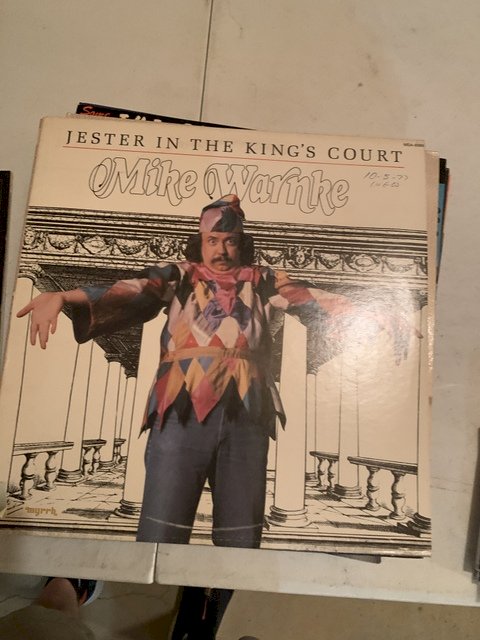 JESTER IN THE KING'S COURT
Mike Warnke
10-5-77
myrrh